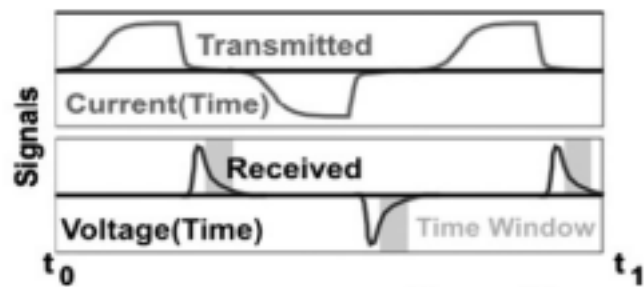 Transmitted
Current(Time)
Signals
Received
Voltage(Time)
Time Window
t0
t1